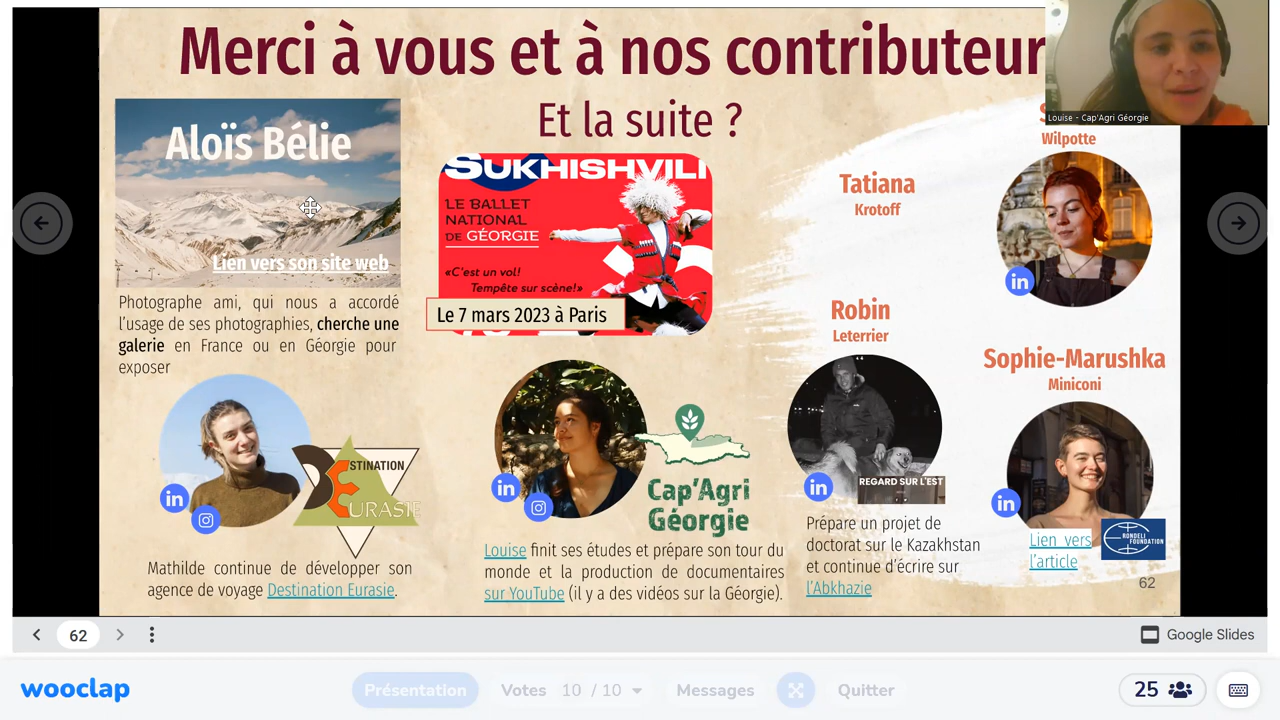 Merci à vous et à nos contributeur
Et la suite ?
Louise - Cap'Agri Géorgie
Aloïs Bélie
Lien vers son site web
Photographe ami, qui nous a accordé
l'usage de ses photographies, cherche une
galerie en France ou en Géorgie pour
exposer
SUKHISHVILI
LE BALLET
NATIONAL
DE GÉORGIE
«C'est un vol!
Tempête sur scène!»
Le 7 mars 2023 à Paris
Tatiana
Krotoff
Wilpotte
Robin
Leterrier
Sophie-Marushka
Miniconi
in
in
in
in
in
DESTINATION
EURASIE
Mathilde continue de développer son
agence de voyage Destination Eurasie.
Cap'Agri
Géorgie
Louise finit ses études et prépare son tour du
monde et la production de documentaires
sur YouTube (il y a des vidéos sur la Géorgie).
REGARD SUR L'EST
Prépare un projet de
doctorat sur le Kazakhstan
et continue d'écrire sur
l'Abkhazie
Lien vers
l'article
RONDELI
FOUNDATION
62
62
Google Slides
wooclap
Présentation
Votes 10 / 10
Messages
Quitter
25